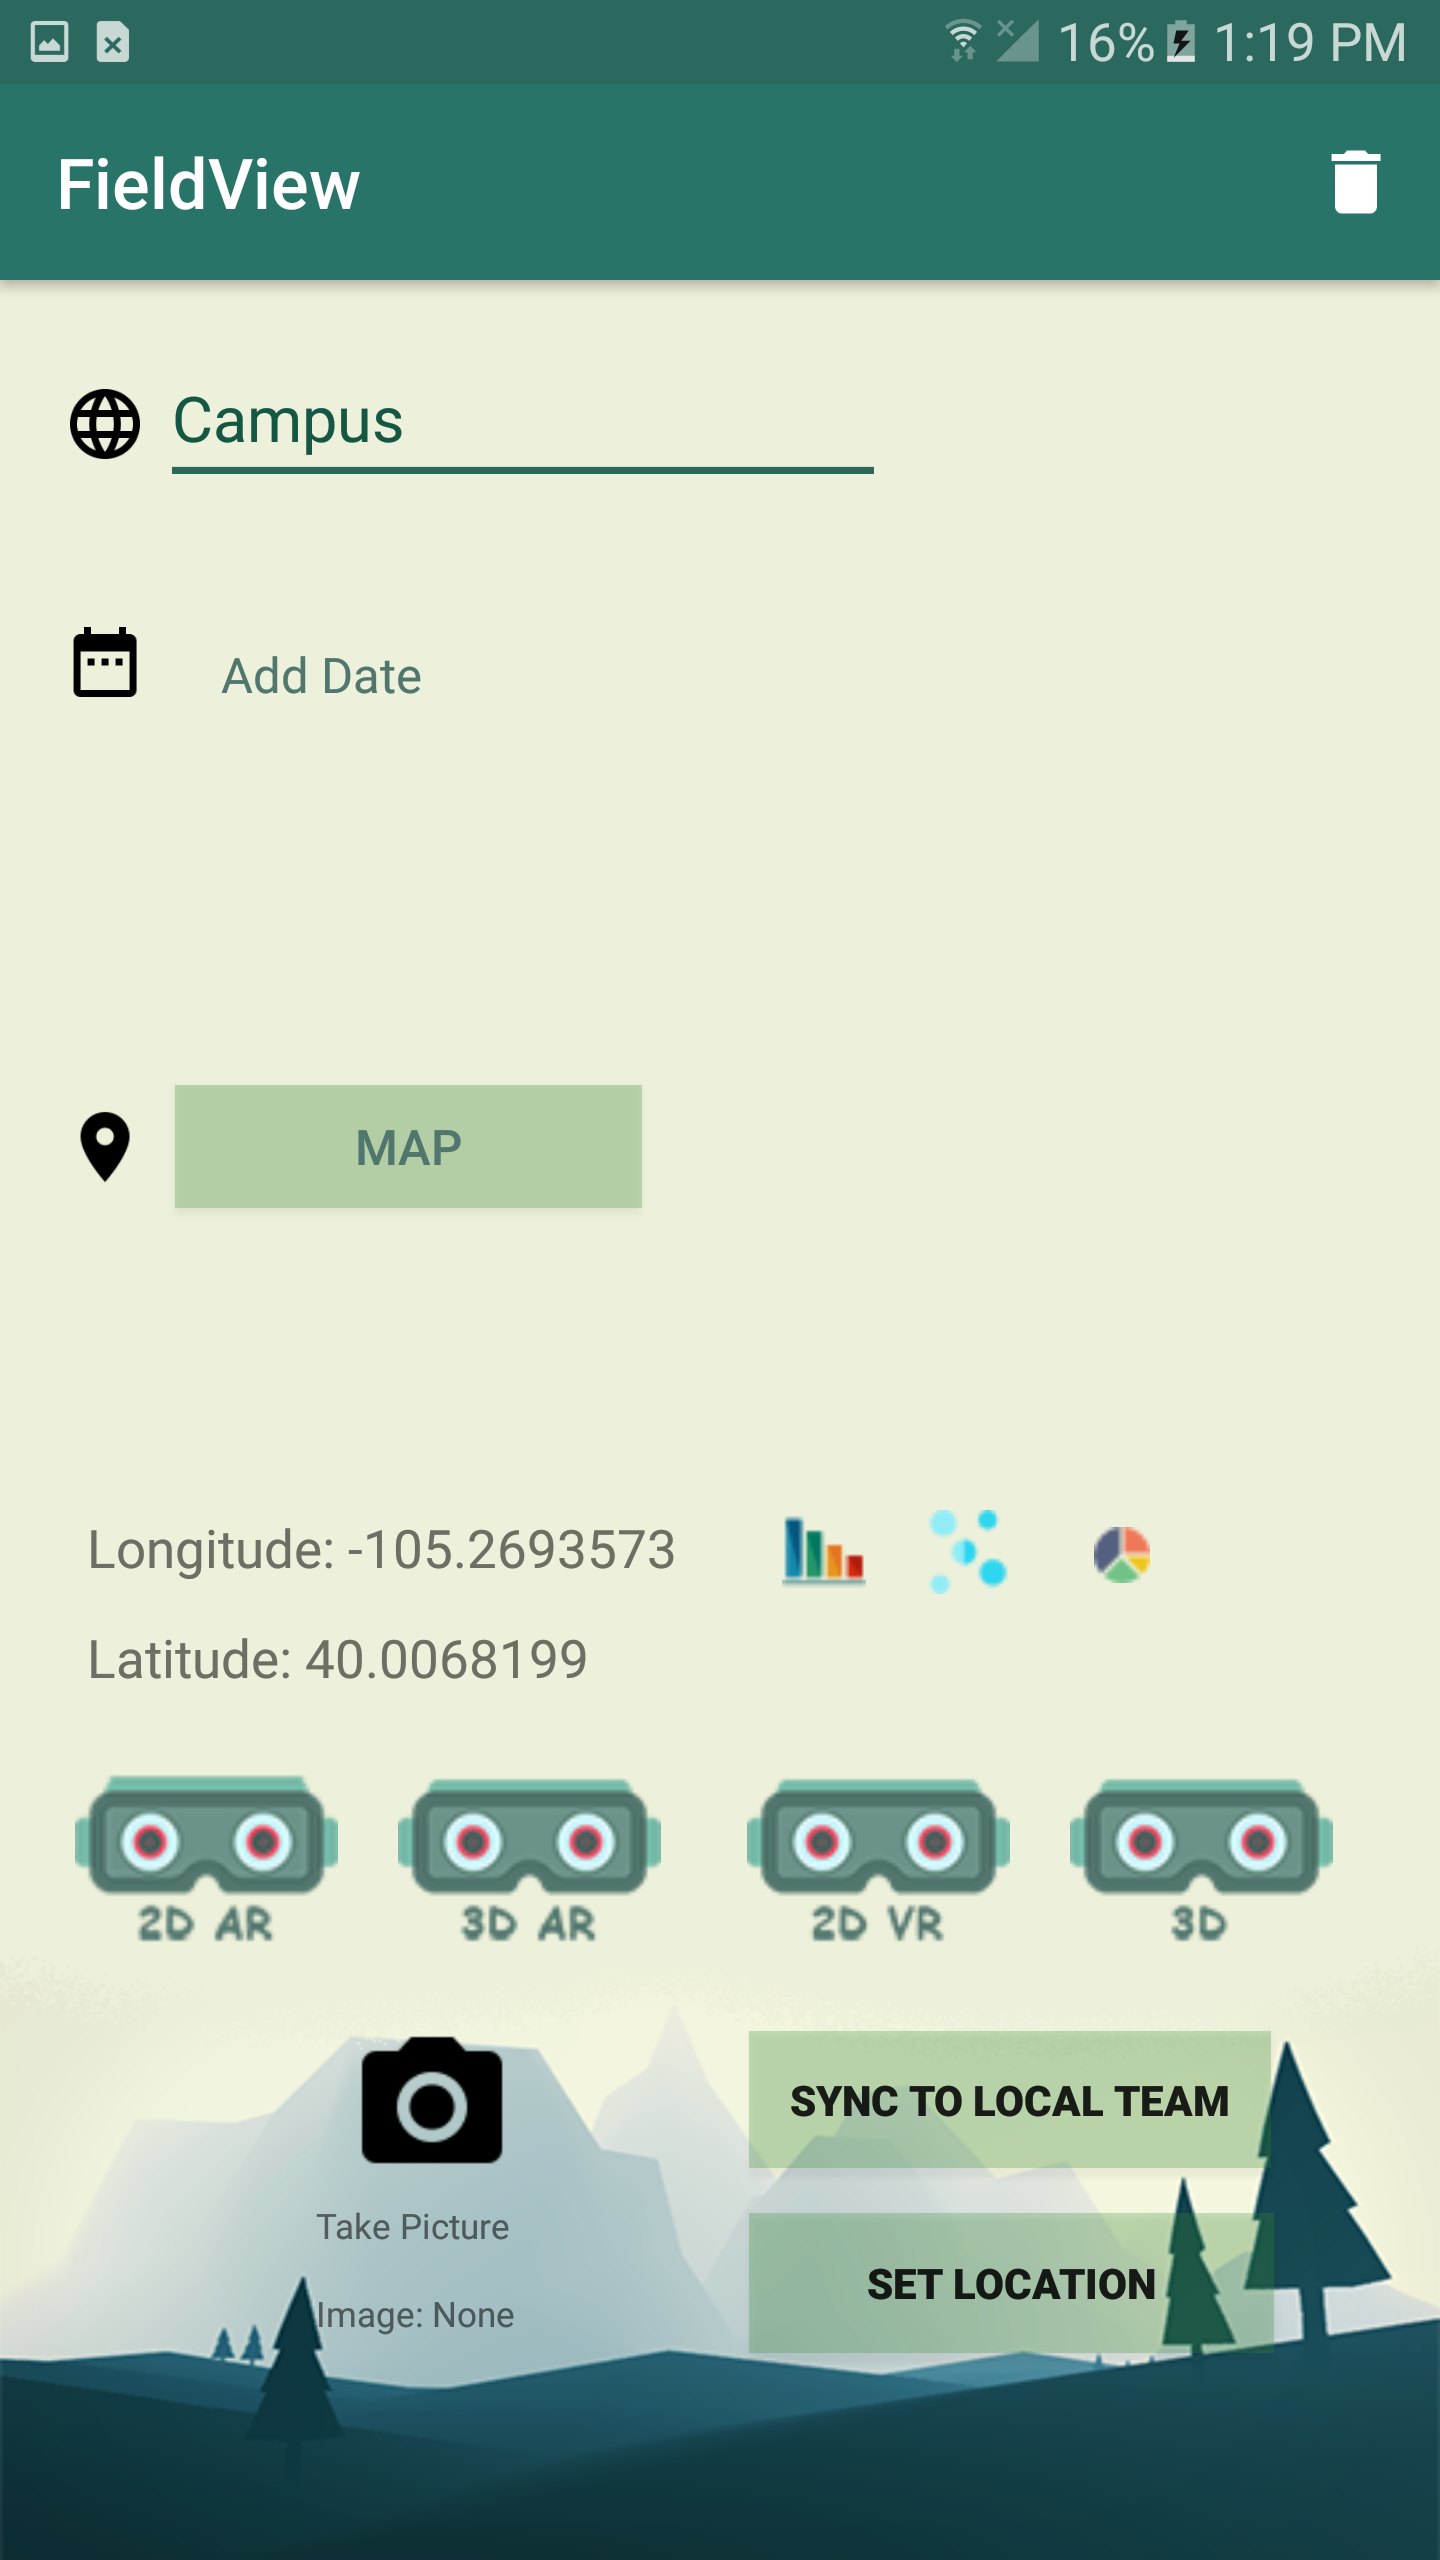 16% 1:19 PM
FieldView
Campus
Add Date
MAP
Longitude: -105.2693573
Latitude: 40.0068199
2D AR 3D AR 2D VR 3D
SYNC TO LOCAL TEAM
Take Picture
SET LOCATION
Image: None